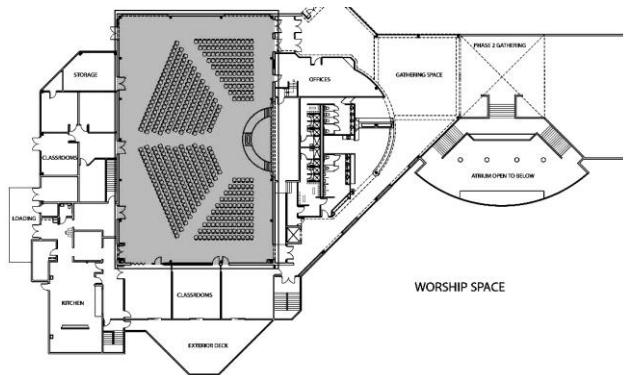 PHASE 2 GATHERING
STORAGE
OFFICES
GATHERING SPACE
CLASSROOMS
ATRIUM OPEN TO BELOW
LOADING
WORSHIP SPACE
CLASSROOMS
KITCHEN
EXTERIOR DECK